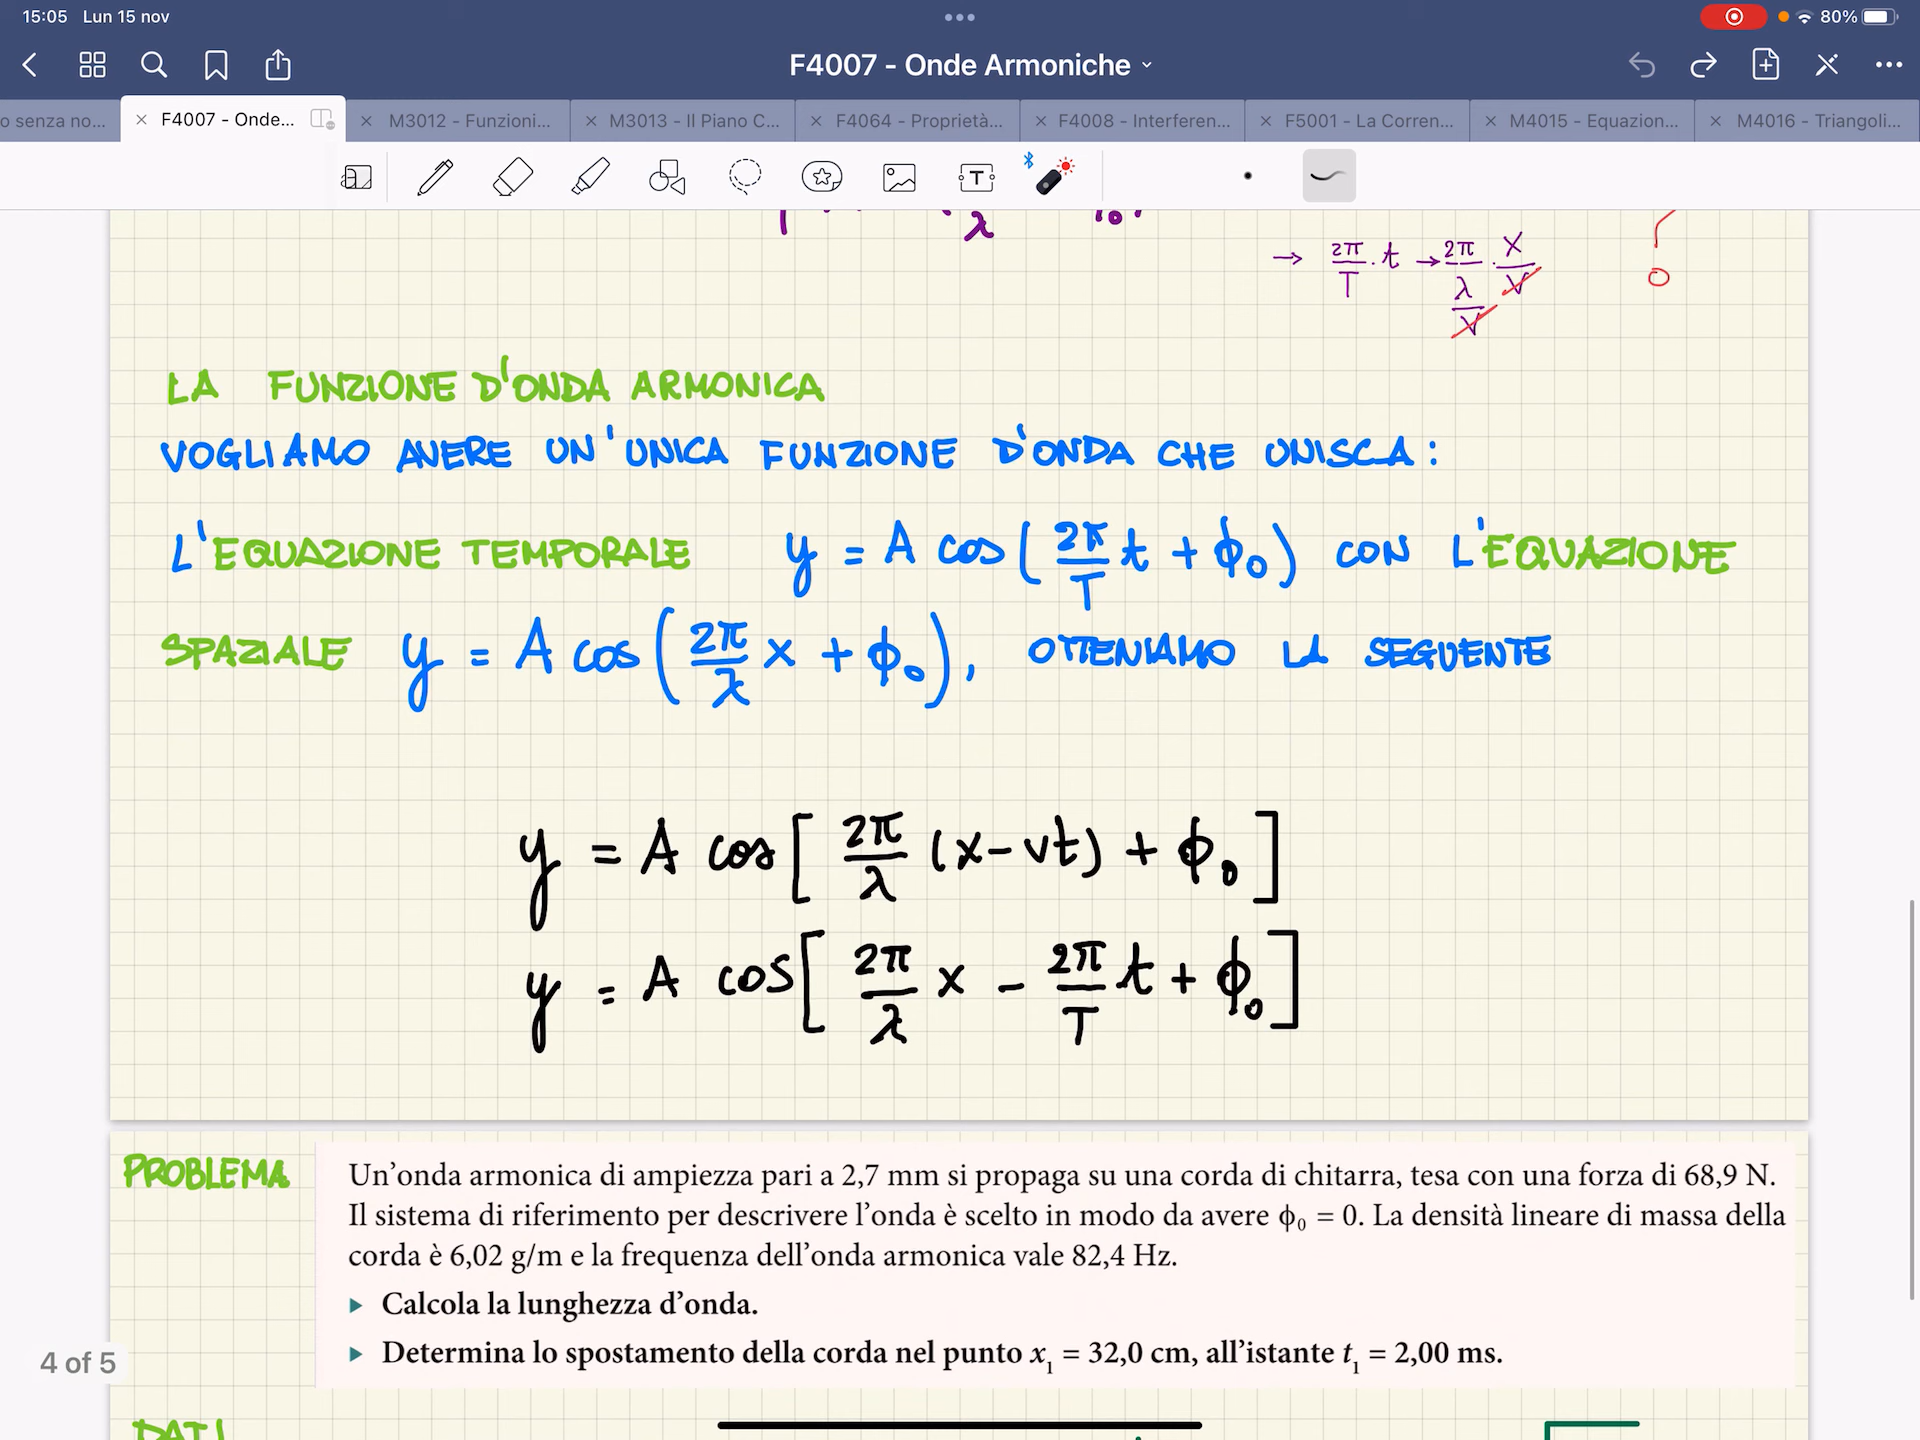 15:05 Lun 15 nov 80%
F4007 - Onde Armoniche
o senza no... F4007 - Onde... M3012 - Funzioni... M3013 - Il Piano C... F4064 - Proprietà... F4008 - Interferen... F5001 - La Corren... M4015 - Equazion... M4016 - Triangoli...
λ
→ 2π/T · t → 2π/(λ/v) · x/v
LA FUNZIONE D'ONDA ARMONICA
VOGLIAMO AVERE UN'UNICA FUNZIONE D'ONDA CHE UNISCA:
L'EQUAZIONE TEMPORALE y = A cos(2π/T t + ϕ₀) CON L'EQUAZIONE
SPAZIALE y = A cos(2π/λ x + ϕ₀), OTTENIAMO LA SEGUENTE
y = A cos[2π/λ (x-vt) + ϕ₀]
y = A cos[2π/λ x - 2π/T t + ϕ₀]
PROBLEMA
Un'onda armonica di ampiezza pari a 2,7 mm si propaga su una corda di chitarra, tesa con una forza di 68,9 N.
Il sistema di riferimento per descrivere l'onda è scelto in modo da avere ϕ₀ = 0. La densità lineare di massa della
corda è 6,02 g/m e la frequenza dell'onda armonica vale 82,4 Hz.
▸ Calcola la lunghezza d'onda.
▸ Determina lo spostamento della corda nel punto x₁ = 32,0 cm, all'istante t₁ = 2,00 ms.
4 of 5
DATI